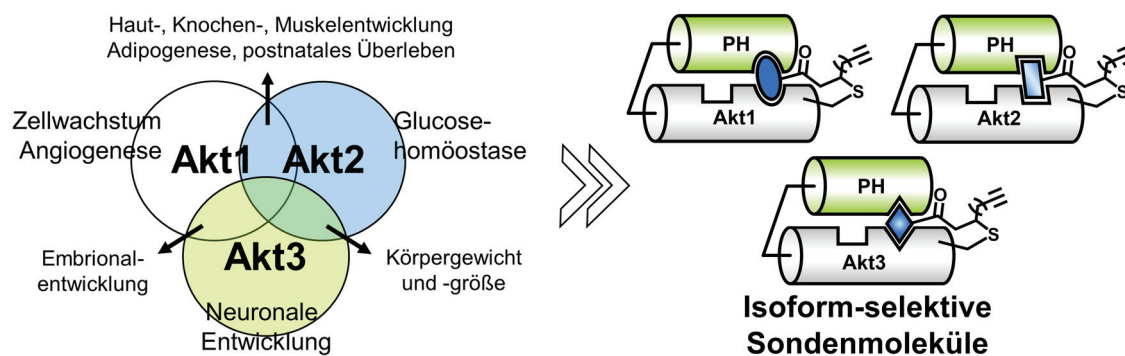 Haut-, Knochen-, Muskelentwicklung
Adipogenese, postnatales Überleben
Zellwachstum
Angiogenese
Akt1
Akt2
Glucose-
homöostase
Akt3
Embrional-
entwicklung
Körpergewicht
und -größe
Neuronale
Entwicklung
PH
O
S
Akt1
PH
O
S
Akt2
PH
O
S
Akt3
Isoform-selektive
Sondenmoleküle